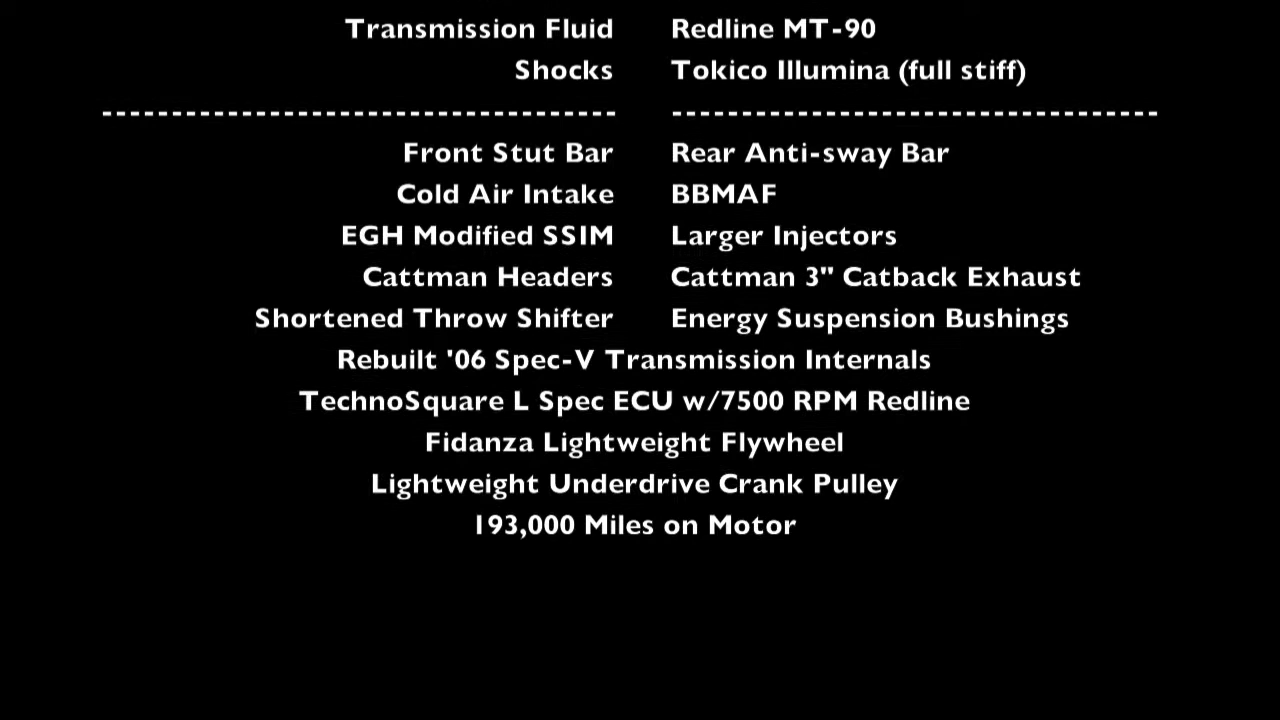 Transmission Fluid Redline MT-90
Shocks Tokico Illumina (full stiff)
------------------------------------- -----------------------------------
Front Stut Bar Rear Anti-sway Bar
Cold Air Intake BBMAF
EGH Modified SSIM Larger Injectors
Cattman Headers Cattman 3" Catback Exhaust
Shortened Throw Shifter Energy Suspension Bushings
Rebuilt '06 Spec-V Transmission Internals
TechnoSquare L Spec ECU w/7500 RPM Redline
Fidanza Lightweight Flywheel
Lightweight Underdrive Crank Pulley
193,000 Miles on Motor